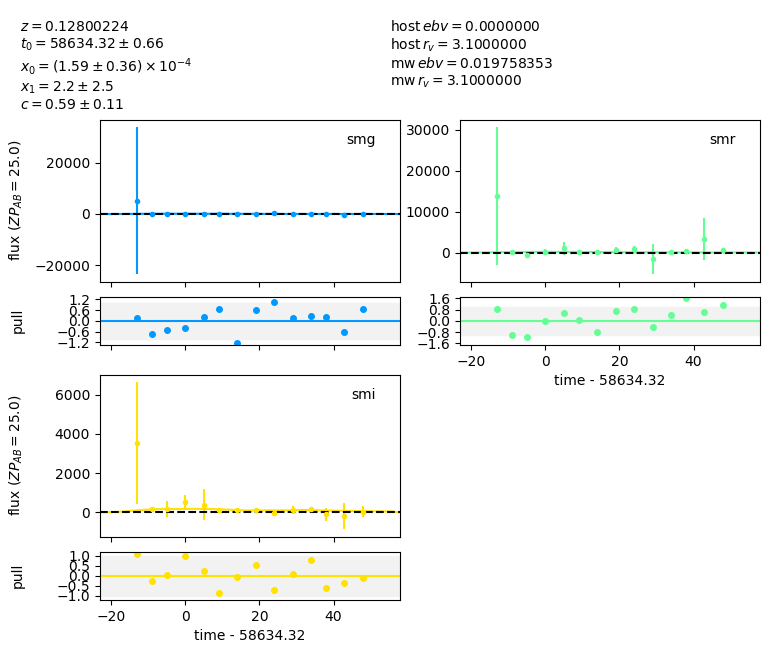 z = 0.12800224
t₀ = 58634.32 ± 0.66
x₀ = (1.59 ± 0.36) × 10⁻⁴
x₁ = 2.2 ± 2.5
c = 0.59 ± 0.11
host ebv = 0.0000000
host r_v = 3.1000000
mw ebv = 0.019758353
mw r_v = 3.1000000
smg
flux (ZP_AB = 25.0)
20000
0
−20000
pull
1.2
0.6
0.0
−0.6
−1.2
smr
30000
20000
10000
0
1.6
0.8
0.0
−0.8
−1.6
−20
0
20
40
time - 58634.32
smi
flux (ZP_AB = 25.0)
6000
4000
2000
0
pull
1.0
0.5
0.0
−0.5
−1.0
−20
0
20
40
time - 58634.32